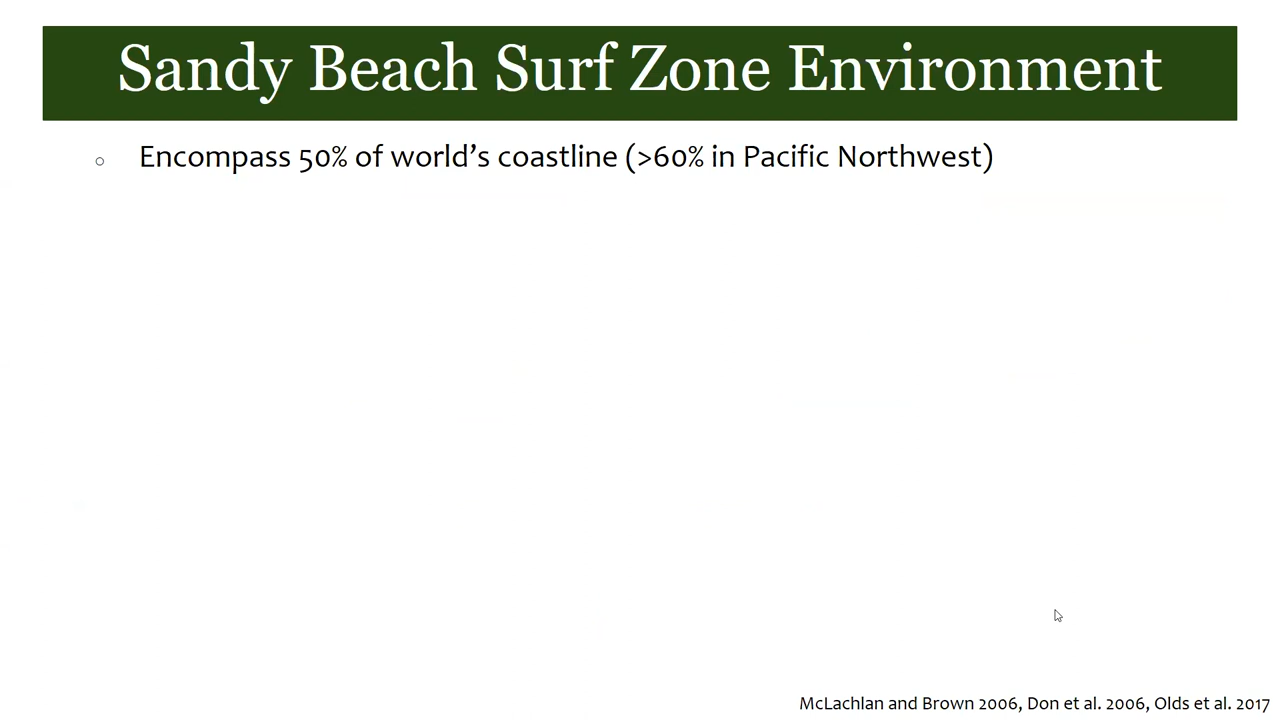 Sandy Beach Surf Zone Environment
Encompass 50% of world’s coastline (>60% in Pacific Northwest)
McLachlan and Brown 2006, Don et al. 2006, Olds et al. 2017